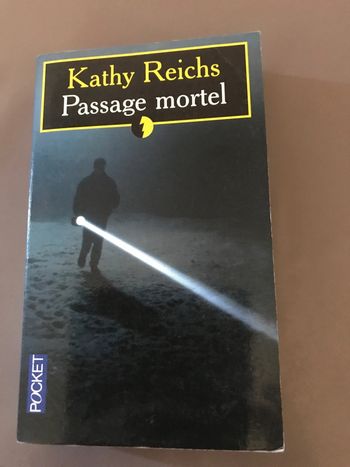 Kathy Reichs
Passage mortel
POCKET